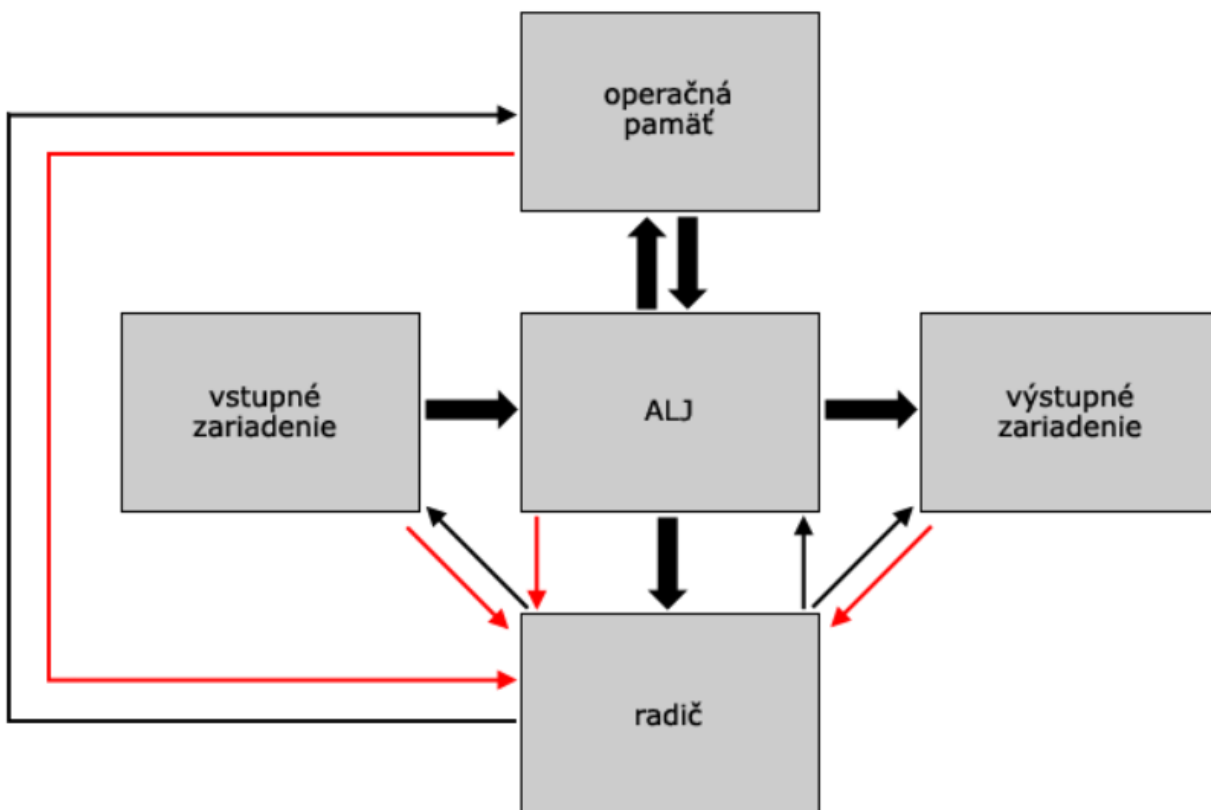 operačná
pamäť
vstupné
zariadenie
ALJ
výstupné
zariadenie
radič